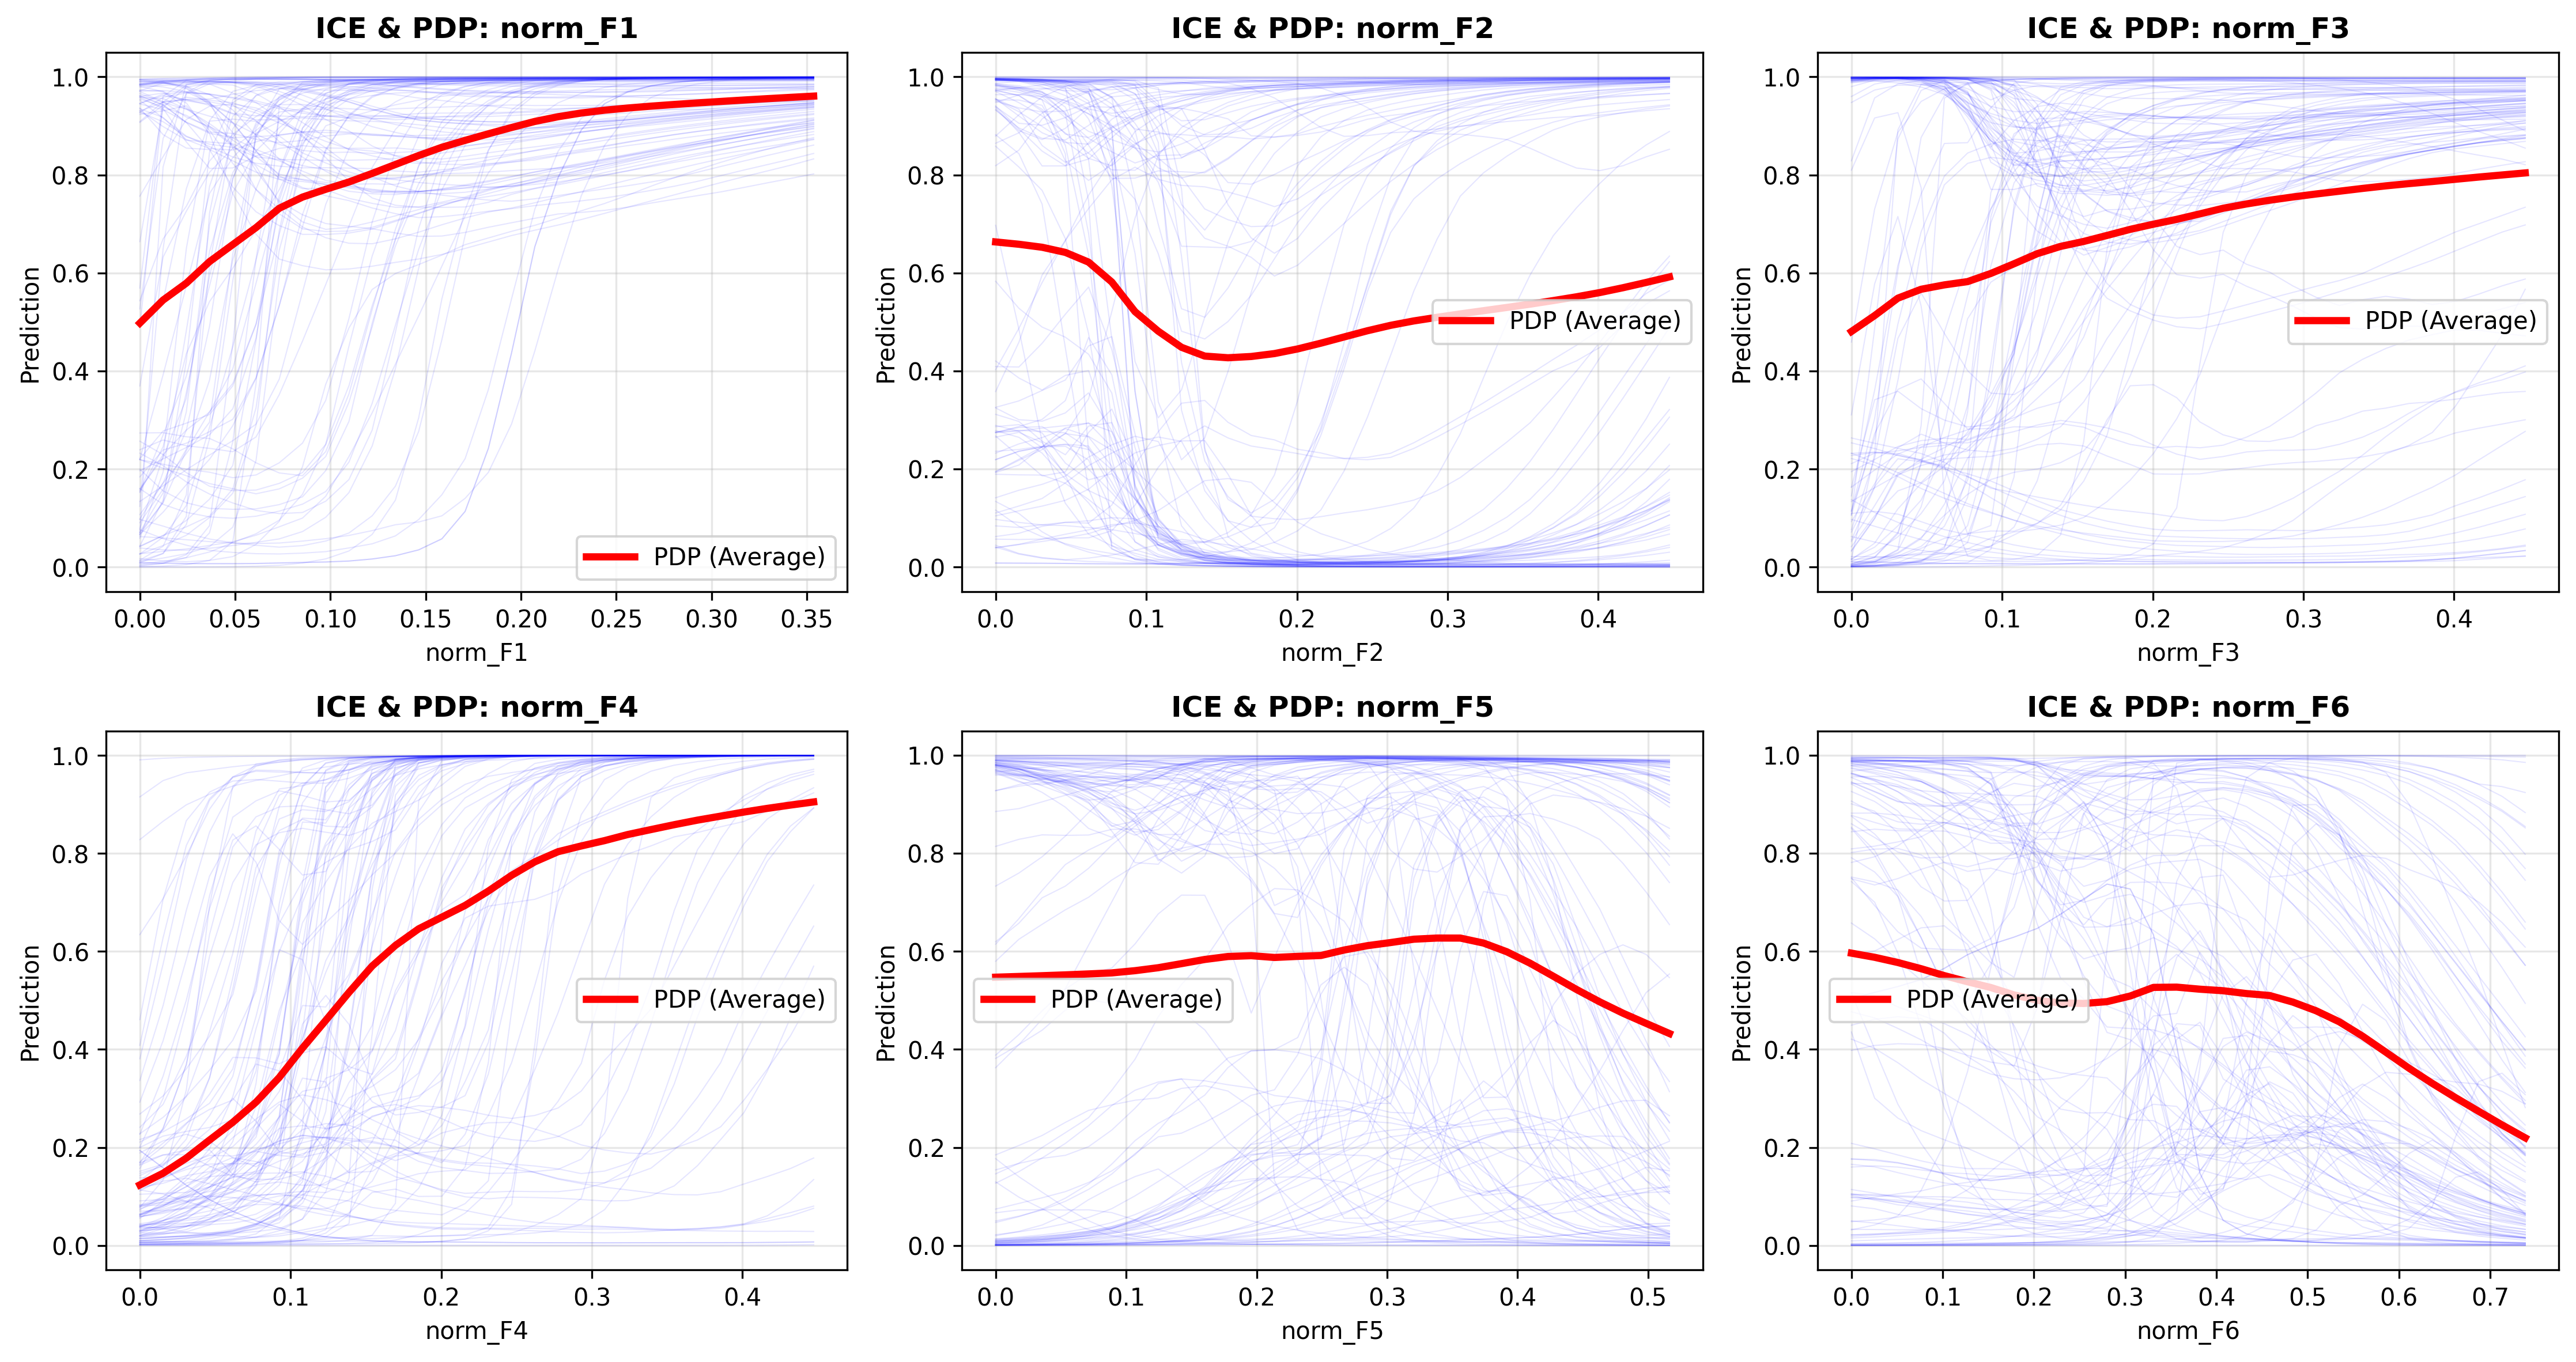 ICE & PDP: norm_F1
1.0
0.8
0.6
0.4
0.2
0.0
Prediction
PDP (Average)
0.00 0.05 0.10 0.15 0.20 0.25 0.30 0.35
norm_F1
ICE & PDP: norm_F2
1.0
0.8
0.6
0.4
0.2
0.0
Prediction
PDP (Average)
0.0 0.1 0.2 0.3 0.4
norm_F2
ICE & PDP: norm_F3
1.0
0.8
0.6
0.4
0.2
0.0
Prediction
PDP (Average)
0.0 0.1 0.2 0.3 0.4
norm_F3
ICE & PDP: norm_F4
1.0
0.8
0.6
0.4
0.2
0.0
Prediction
PDP (Average)
0.0 0.1 0.2 0.3 0.4
norm_F4
ICE & PDP: norm_F5
1.0
0.8
0.6
0.4
0.2
0.0
Prediction
PDP (Average)
0.0 0.1 0.2 0.3 0.4 0.5
norm_F5
ICE & PDP: norm_F6
1.0
0.8
0.6
0.4
0.2
0.0
Prediction
PDP (Average)
0.0 0.1 0.2 0.3 0.4 0.5 0.6 0.7
norm_F6